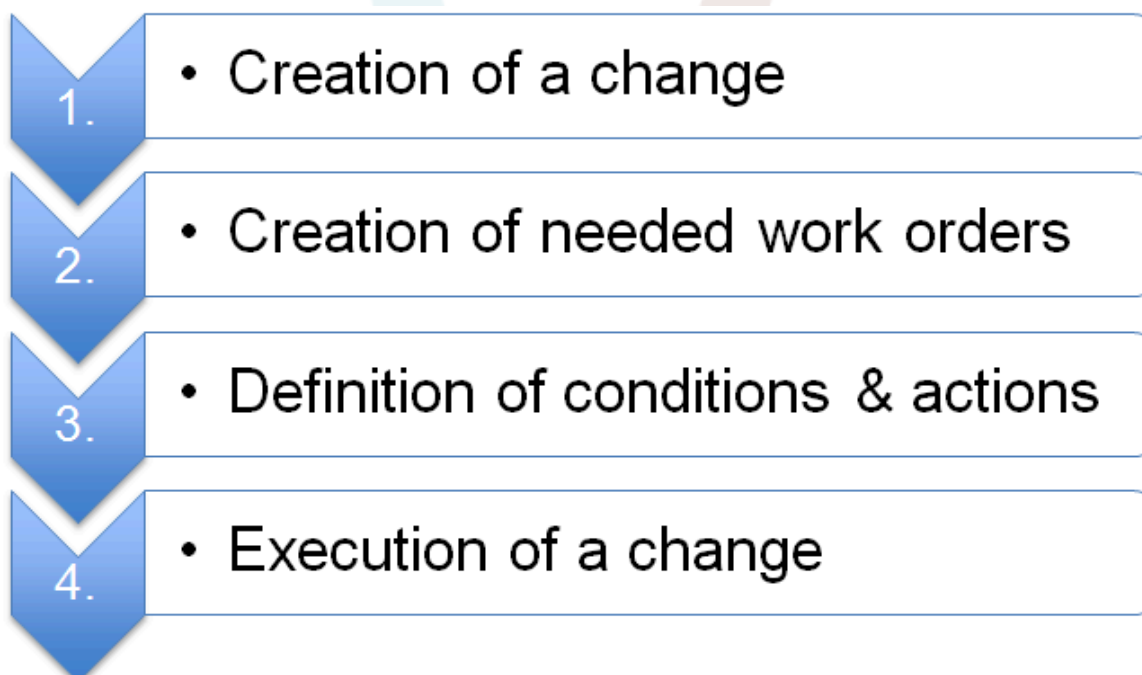 1. • Creation of a change
2. • Creation of needed work orders
3. • Definition of conditions & actions
4. • Execution of a change